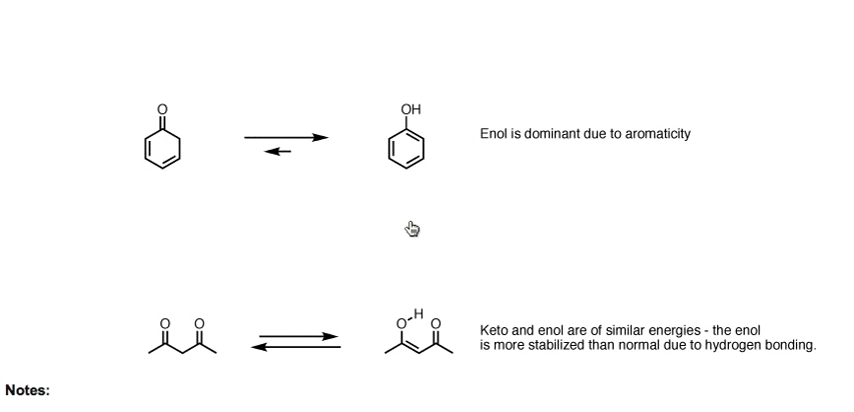 O
OH
Enol is dominant due to aromaticity
H
O O O O
Keto and enol are of similar energies - the enol
is more stabilized than normal due to hydrogen bonding.
Notes: